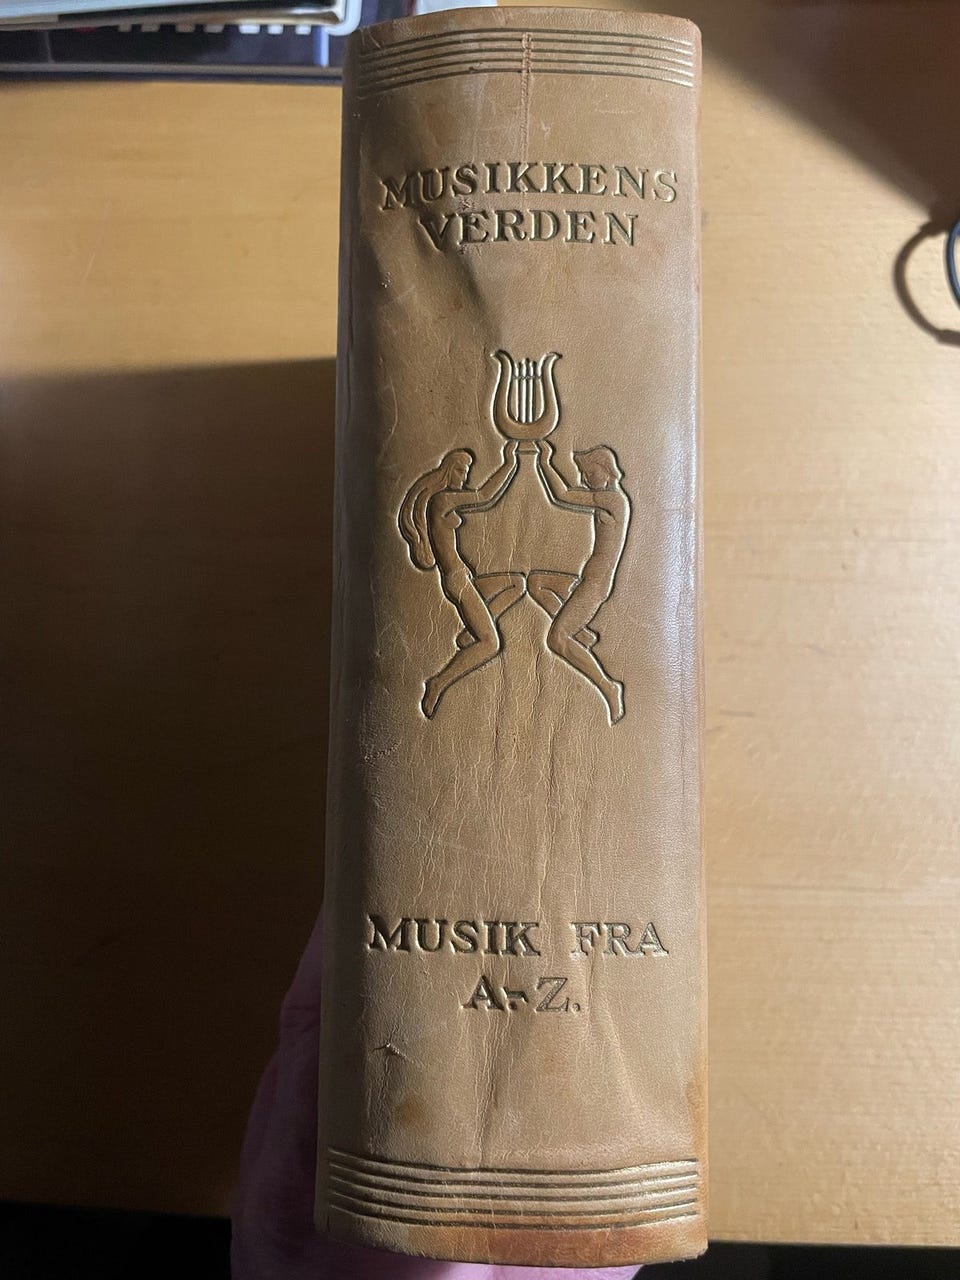 MUSIKKENS
VERDEN
MUSIK FRA
A.-Z.